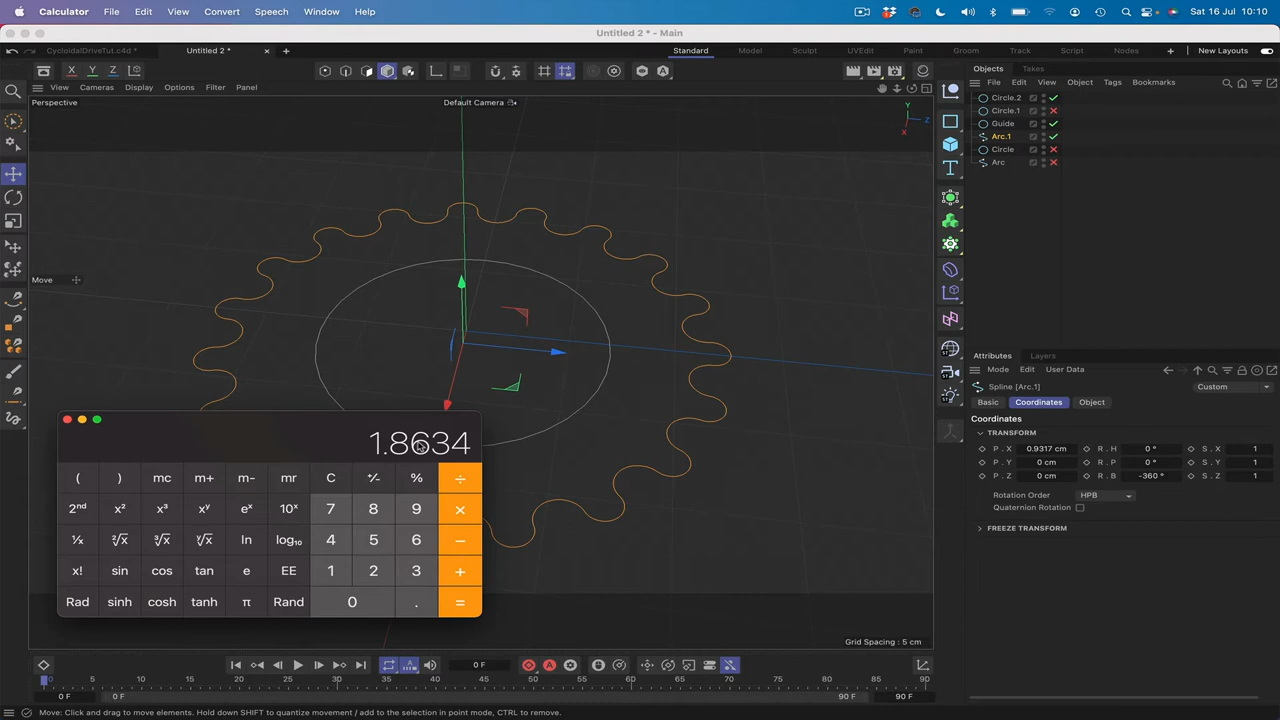 Calculator File Edit View Convert Speech Window Help Sat 16 Jul 10:10
Untitled 2 * - Main
CycloidalDriveTut.c4d * Untitled 2 * Standard Model Sculpt UVEdit Paint Groom Track Script Nodes New Layouts
X Y Z
View Cameras Display Options Filter Panel
Perspective Default Camera
Y
Z
X
Objects Takes
File Edit View Object Tags Bookmarks
Circle.2
Circle.1
Guide
Arc.1
Circle
Arc
Move
Attributes Layers
Mode Edit User Data
Spline [Arc.1] Custom
Basic Coordinates Object
Coordinates
TRANSFORM
P . X 0.9317 cm R . H 0 ° S . X 1
P . Y 0 cm R . P 0 ° S . Y 1
P . Z 0 cm R . B -360 ° S . Z 1
Rotation Order HPB
Quaternion Rotation
FREEZE TRANSFORM
1.8634
( ) mc m+ m- mr C +/- % ÷
2ⁿᵈ x² x³ xʸ eˣ 10ˣ 7 8 9 ×
¹/x ²√x ³√x ʸ√x ln log₁₀ 4 5 6 −
x! sin cos tan e EE 1 2 3 +
Rad sinh cosh tanh π Rand 0 . =
Grid Spacing : 5 cm
0 F
0 5 10 15 20 25 30 35 40 45 50 55 60 65 70 75 80 85 90
0 F 0 F 90 F 90 F
Move: Click and drag to move elements. Hold down SHIFT to quantize movement / add to the selection in point mode, CTRL to remove.